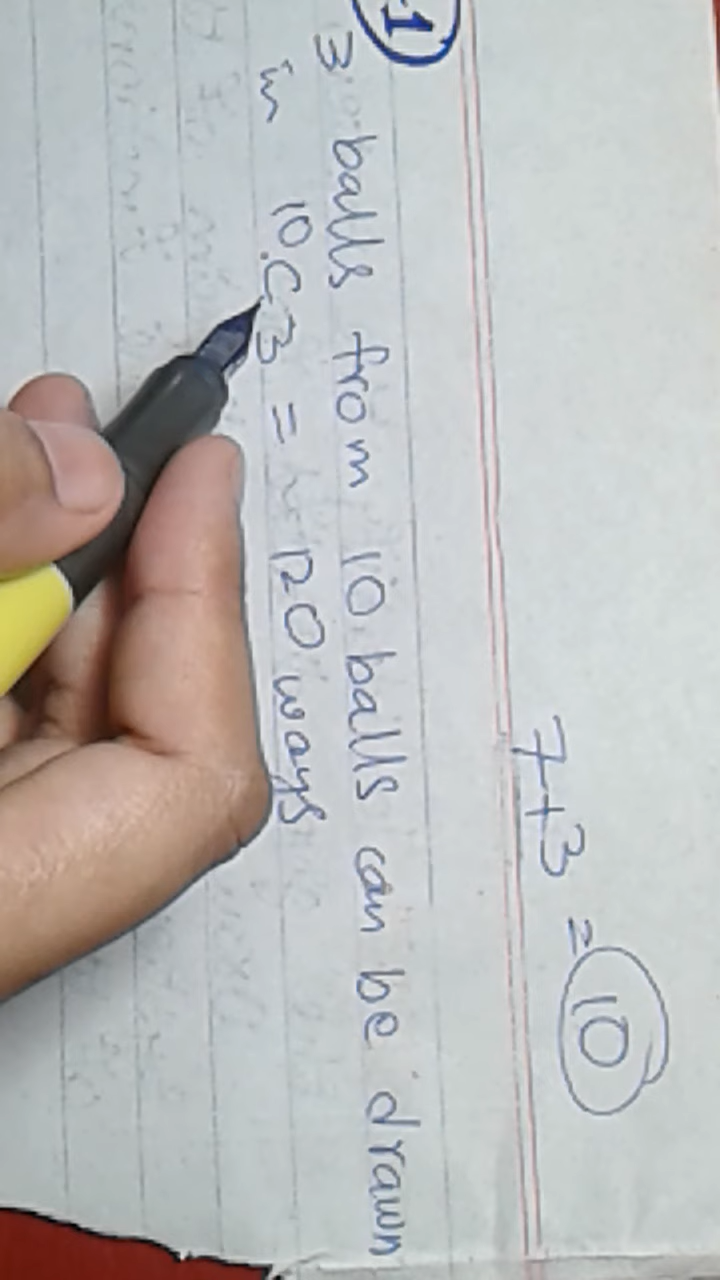 7+3 = 10
-1
3 balls from 10 balls can be drawn
in 10C3 = 120 ways